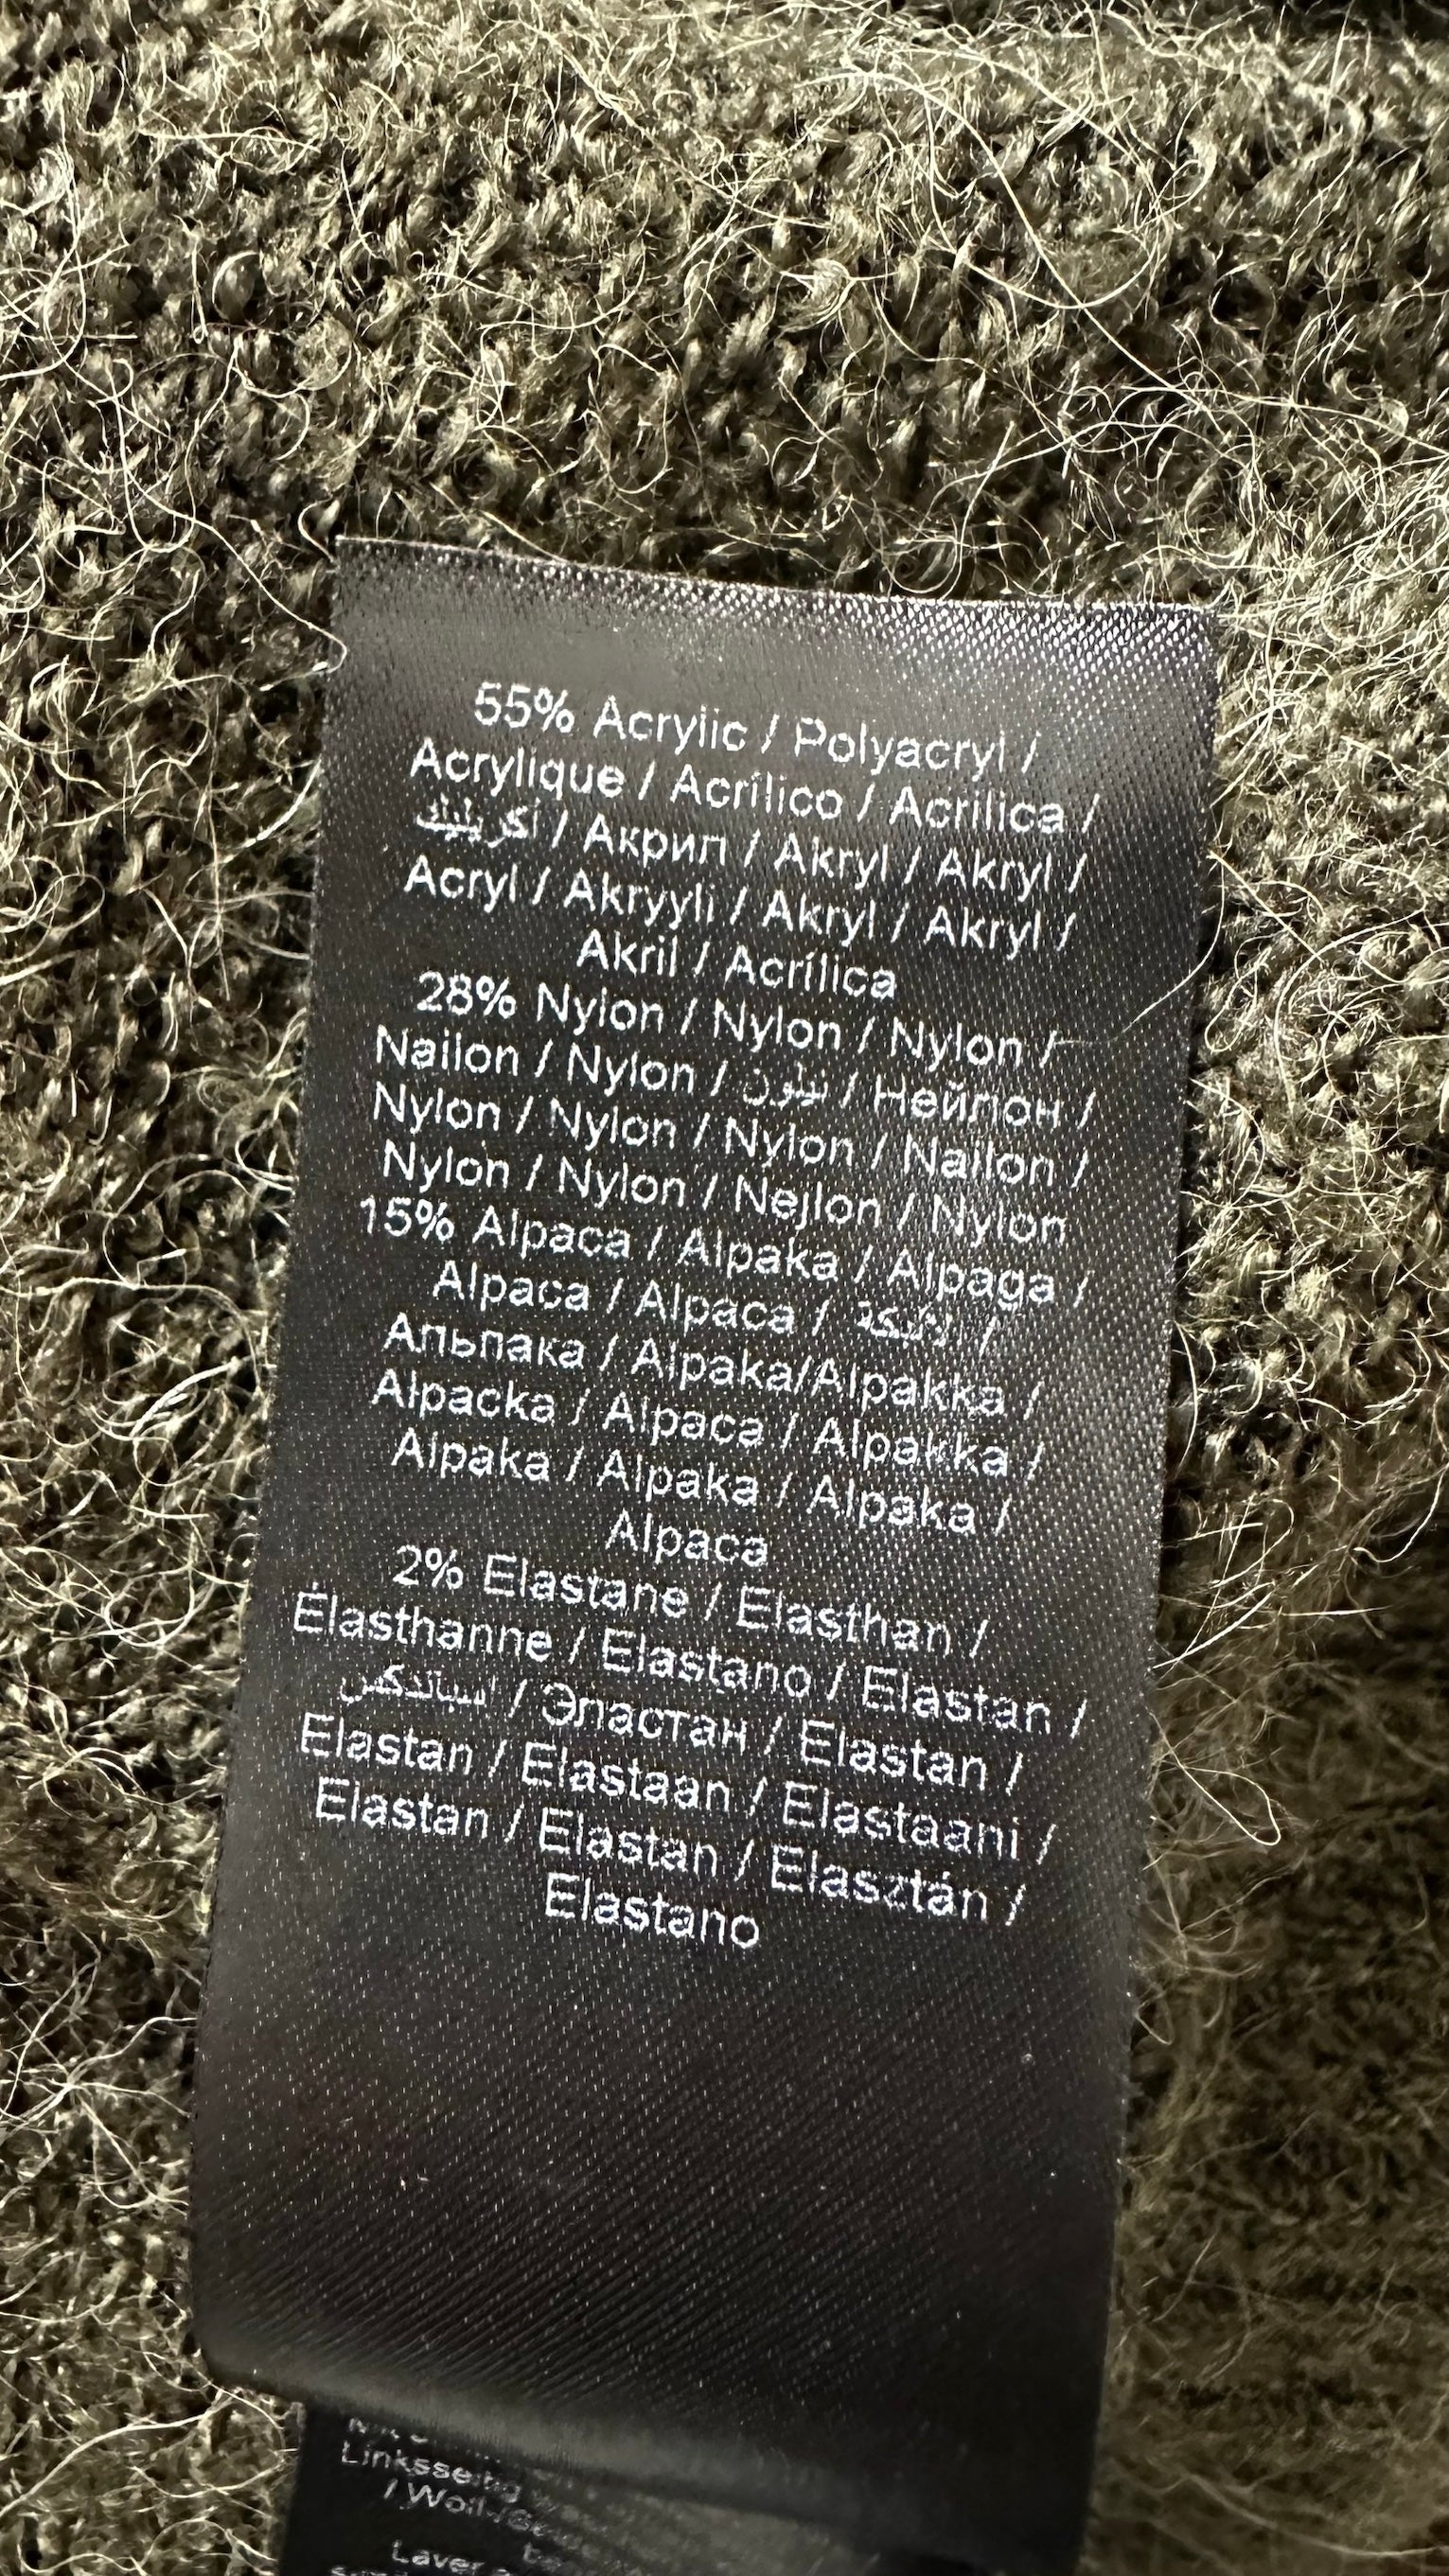 55% Acrylic / Polyacryl /
Acrylique / Acrílico / Acrilica /
أكريليك / Акрил / Akryl / Akryl /
Acryl / Akryyli / Akryl / Akryl /
Akril / Acrílica
28% Nylon / Nylon / Nylon /
Nailon / Nylon / نيلون / Нейлон /
Nylon / Nylon / Nylon / Nailon /
Nylon / Nylon / Nejlon / Nylon
15% Alpaca / Alpaka / Alpaga /
Alpaca / Alpaca / /
Альпака / Alpaka/Alpakka /
Alpacka / Alpaca / Alpakka /
Alpaka / Alpaka / Alpaka /
Alpaca
2% Elastane / Elasthan /
Élasthanne / Elastano / Elastan /
/ Эластан / Elastan /
Elastan / Elastaan / Elastaani /
Elastan / Elastan / Elasztán /
Elastano
Linksseitig
/ Woll-
Laver